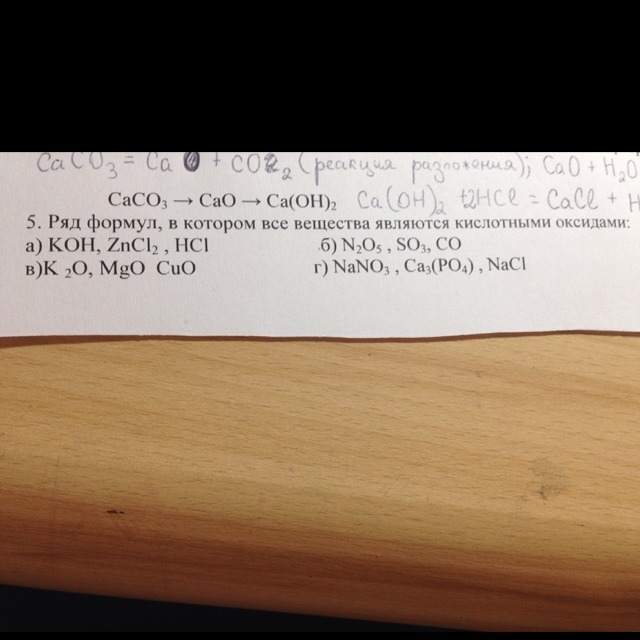 CaCO₃ = CaO + CO₂ (реакция разложения); CaO + H₂O
CaCO₃ → CaO → Ca(OH)₂ Ca(OH)₂ +2HCl = CaCl + H
5. Ряд формул, в котором все вещества являются кислотными оксидами:
а) KOH, ZnCl₂ , HCl б) N₂O₅ , SO₃, CO
в)K ₂O, MgO CuO г) NaNO₃ , Ca₃(PO₄) , NaCl